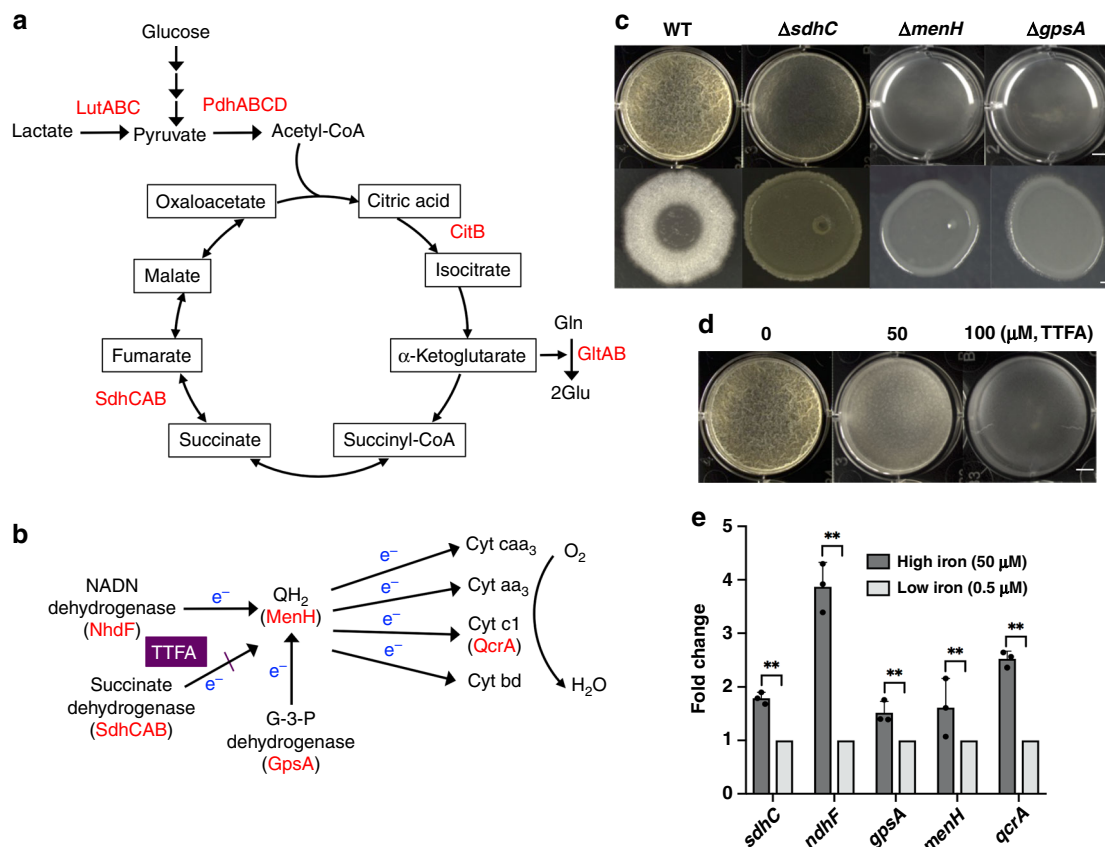 a
Glucose
LutABC
PdhABCD
Lactate
Pyruvate
Acetyl-CoA
Oxaloacetate
Citric acid
CitB
Malate
Isocitrate
Fumarate
α-Ketoglutarate
Gln
GltAB
2Glu
SdhCAB
Succinate
Succinyl-CoA
b
NADN
dehydrogenase
(NhdF)
e⁻
QH₂
(MenH)
TTFA
e⁻
Succinate
dehydrogenase
(SdhCAB)
e⁻
G-3-P
dehydrogenase
(GpsA)
e⁻
Cyt caa₃
e⁻
Cyt aa₃
e⁻
Cyt c1
(QcrA)
e⁻
Cyt bd
O₂
H₂O
c
WT
ΔsdhC
ΔmenH
ΔgpsA
d
0
50
100 (μM, TTFA)
e
Fold change
5
4
3
2
1
0
**
**
**
**
**
High iron (50 μM)
Low iron (0.5 μM)
sdhC
ndhF
gpsA
menH
qcrA